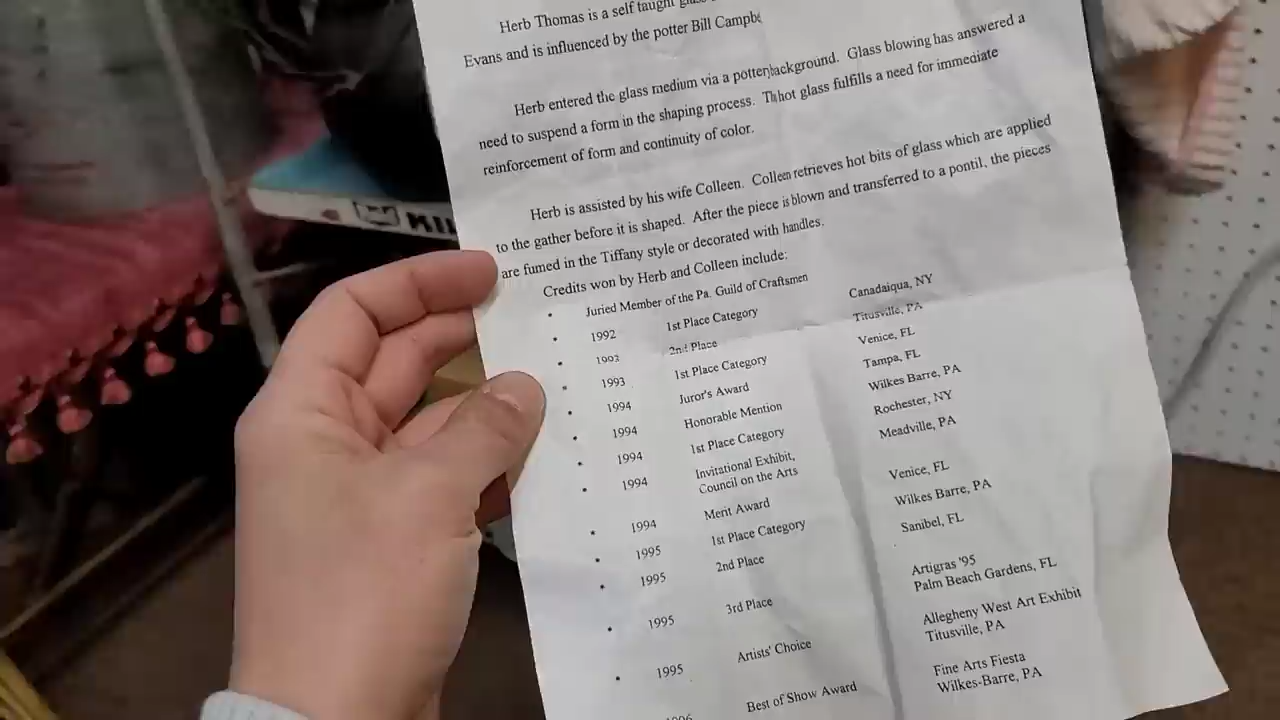 Herb Thomas is a self taught
Evans and is influenced by the potter Bill
Herb entered the glass medium via a background. Glass blowing has answered a
need to suspend a form in the shaping process. hot glass fulfills a need for immediate
reinforcement of form and continuity of color.
Herb is assisted by his wife Colleen. Colleen retrieves hot bits of glass which are applied
to the gather before it is shaped. After the piece is blown and transferred to a pontil, the pieces
are fumed in the Tiffany style or decorated with handles.
Credits won by Herb and Colleen include:
• Juried Member of the Pa. Guild of Craftsmen
• 1992 1st Place Category Canadaiqua, NY
• 1993 2nd Place Titusville, PA
• 1993 1st Place Category Venice, FL
• 1994 Juror's Award Tampa, FL
• 1994 Honorable Mention Wilkes Barre, PA
• 1994 1st Place Category Rochester, NY
• 1994 Invitational Exhibit, Meadville, PA
Council on the Arts
• 1994 Merit Award Venice, FL
• 1995 1st Place Category Wilkes Barre, PA
• 1995 2nd Place Sanibel, FL
• 1995 3rd Place Artigras '95
Palm Beach Gardens, FL
• 1995 Artists' Choice Allegheny West Art Exhibit
Titusville, PA
Best of Show Award Fine Arts Fiesta
Wilkes-Barre, PA